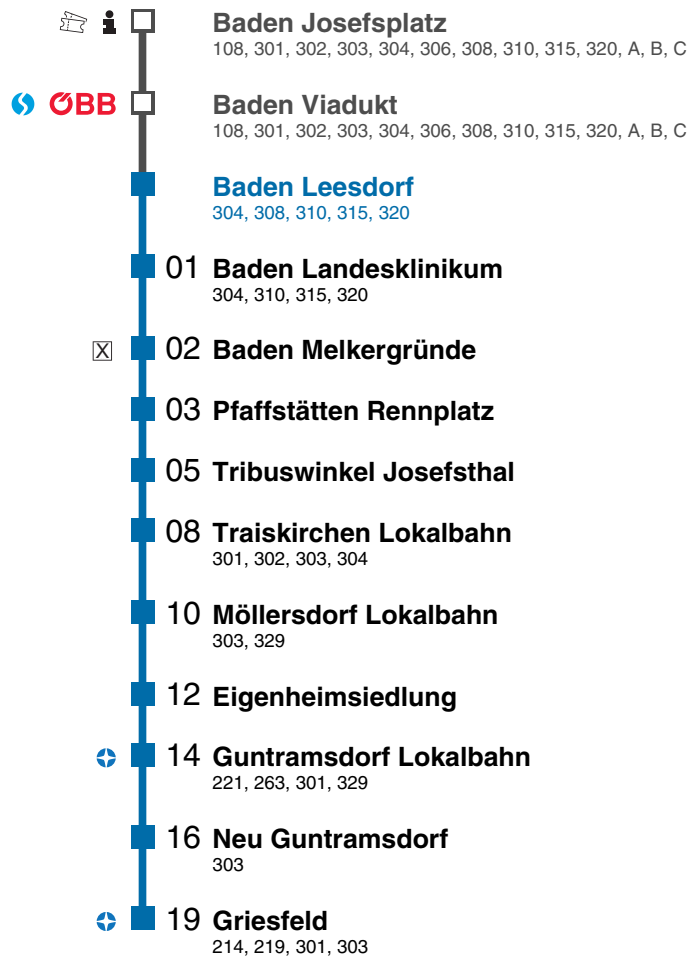 Baden Josefsplatz
108, 301, 302, 303, 304, 306, 308, 310, 315, 320, A, B, C
ÖBB Baden Viadukt
108, 301, 302, 303, 304, 306, 308, 310, 315, 320, A, B, C
Baden Leesdorf
304, 308, 310, 315, 320
01 Baden Landesklinikum
304, 310, 315, 320
X 02 Baden Melkergründe
03 Pfaffstätten Rennplatz
05 Tribuswinkel Josefsthal
08 Traiskirchen Lokalbahn
301, 302, 303, 304
10 Möllersdorf Lokalbahn
303, 329
12 Eigenheimsiedlung
14 Guntramsdorf Lokalbahn
221, 263, 301, 329
16 Neu Guntramsdorf
303
19 Griesfeld
214, 219, 301, 303